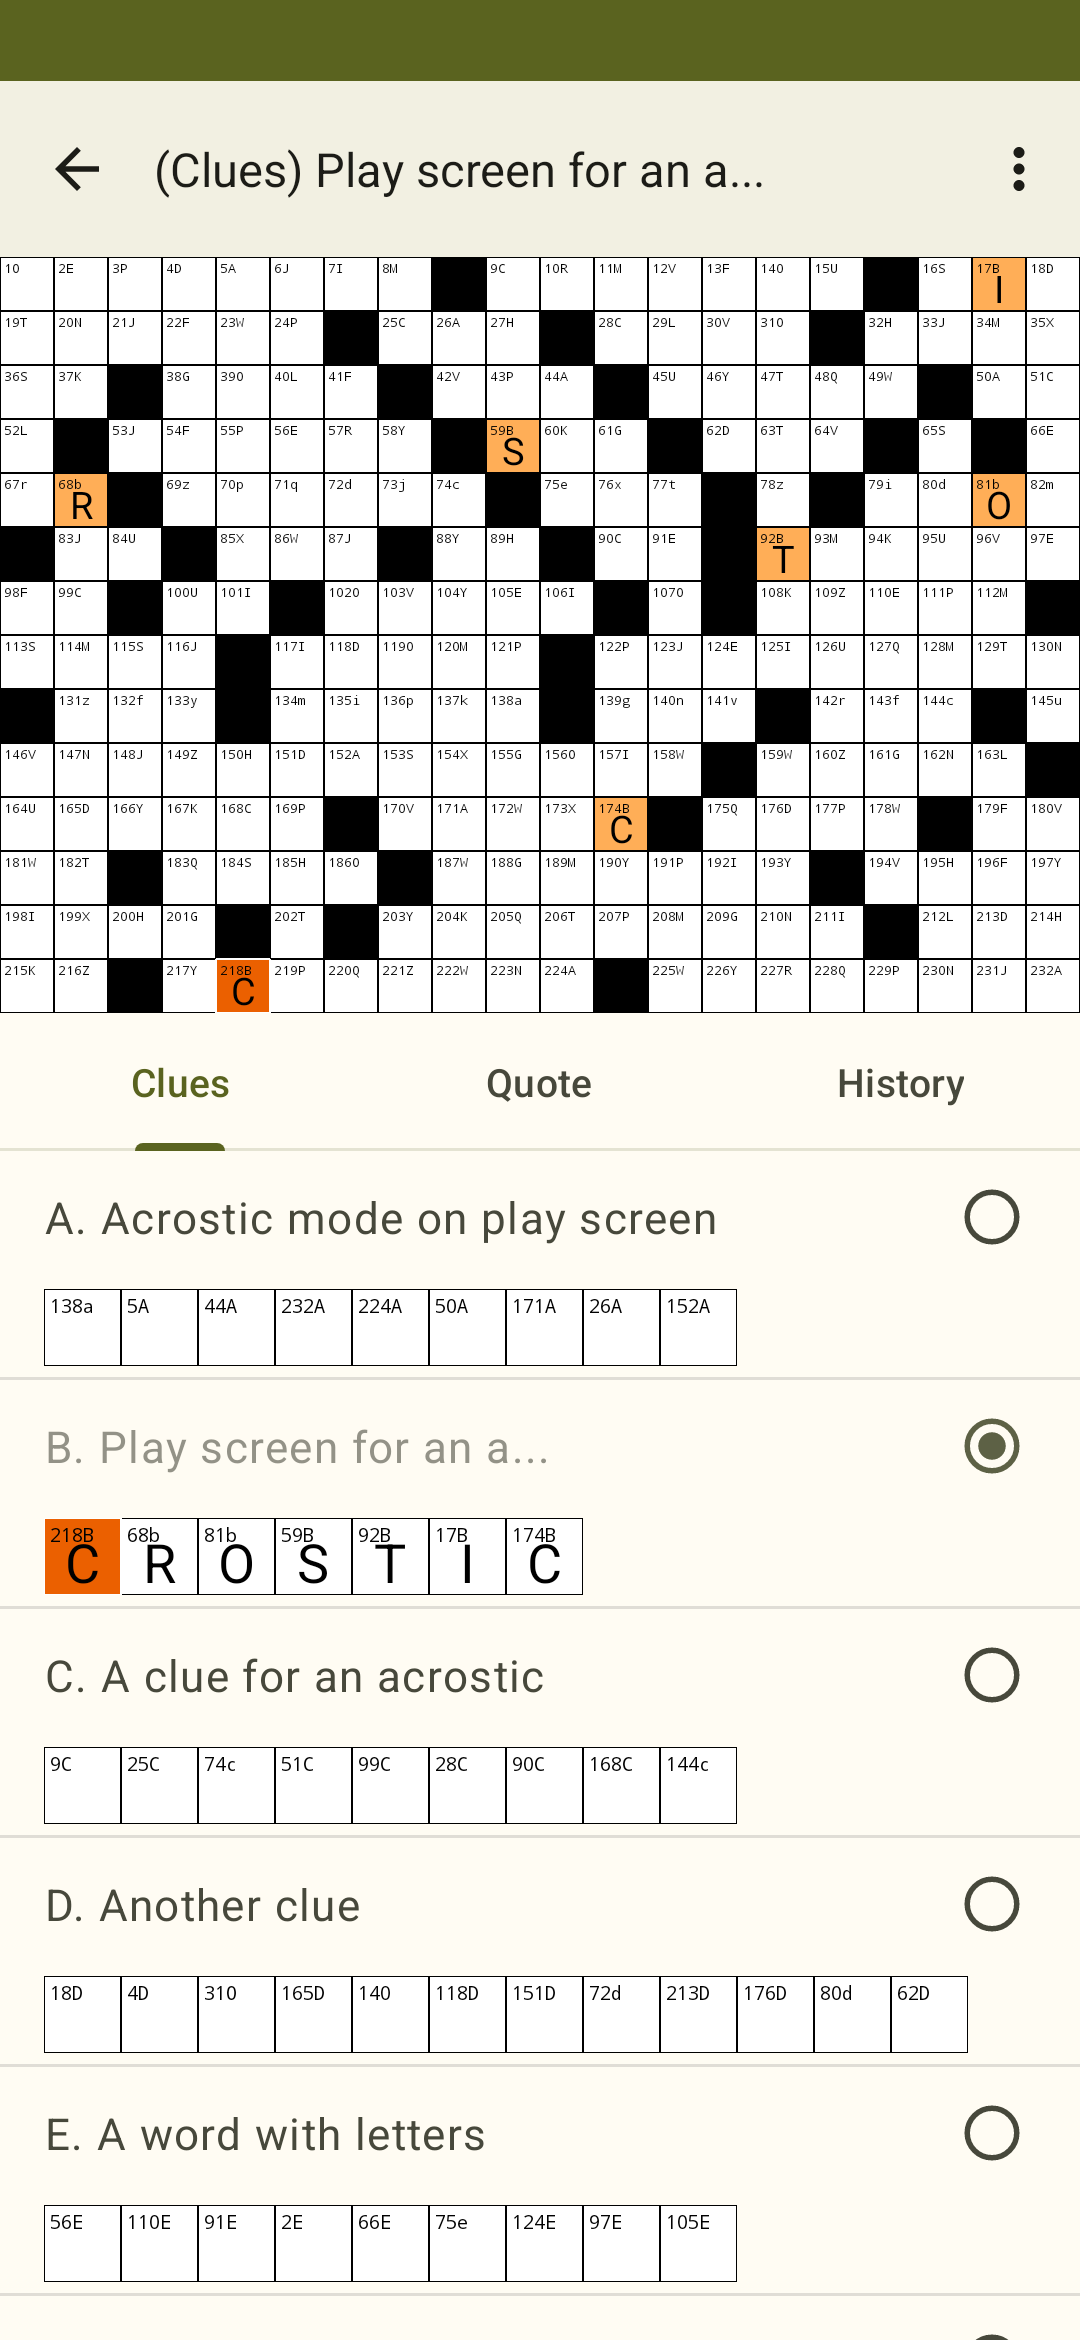 (Clues) Play screen for an a...
1O 2E 3P 4D 5A 6J 7I 8M 9C 10R 11M 12V 13F 14O 15U 16S 17B I 18D
19T 20N 21J 22F 23W 24P 25C 26A 27H 28C 29L 30V 31O 32H 33J 34M 35X
36S 37K 38G 39O 40L 41F 42V 43P 44A 45U 46Y 47T 48Q 49W 50A 51C
52L 53J 54F 55P 56E 57R 58Y 59B S 60K 61G 62D 63T 64V 65S 66E
67r 68b R 69z 70p 71q 72d 73j 74c 75e 76x 77t 78z 79i 80d 81b O 82m
83J 84U 85X 86W 87J 88Y 89H 90C 91E 92B T 93M 94K 95U 96V 97E
98F 99C 100U 101I 102O 103V 104Y 105E 106I 107O 108K 109Z 110E 111P 112M
113S 114M 115S 116J 117I 118D 119O 120M 121P 122P 123J 124E 125I 126U 127Q 128M 129T 130N
131z 132f 133y 134m 135i 136p 137k 138a 139g 140n 141v 142r 143f 144c 145u
146V 147N 148J 149Z 150H 151D 152A 153S 154X 155G 156O 157I 158W 159W 160Z 161G 162N 163L
164U 165D 166Y 167K 168C 169P 170V 171A 172W 173X 174B C 175Q 176D 177P 178W 179F 180V
181W 182T 183Q 184S 185H 186O 187W 188G 189M 190Y 191P 192I 193Y 194V 195H 196F 197Y
198I 199X 200H 201G 202T 203Y 204K 205Q 206T 207P 208M 209G 210N 211I 212L 213D 214H
215K 216Z 217Y 218B C 219P 220Q 221Z 222W 223N 224A 225W 226Y 227R 228Q 229P 230N 231J 232A
Clues Quote History
A. Acrostic mode on play screen
138a 5A 44A 232A 224A 50A 171A 26A 152A
B. Play screen for an a...
218B 68b 81b 59B 92B 17B 174B
C R O S T I C
C. A clue for an acrostic
9C 25C 74c 51C 99C 28C 90C 168C 144c
D. Another clue
18D 4D 310 165D 140 118D 151D 72d 213D 176D 80d 62D
E. A word with letters
56E 110E 91E 2E 66E 75e 124E 97E 105E